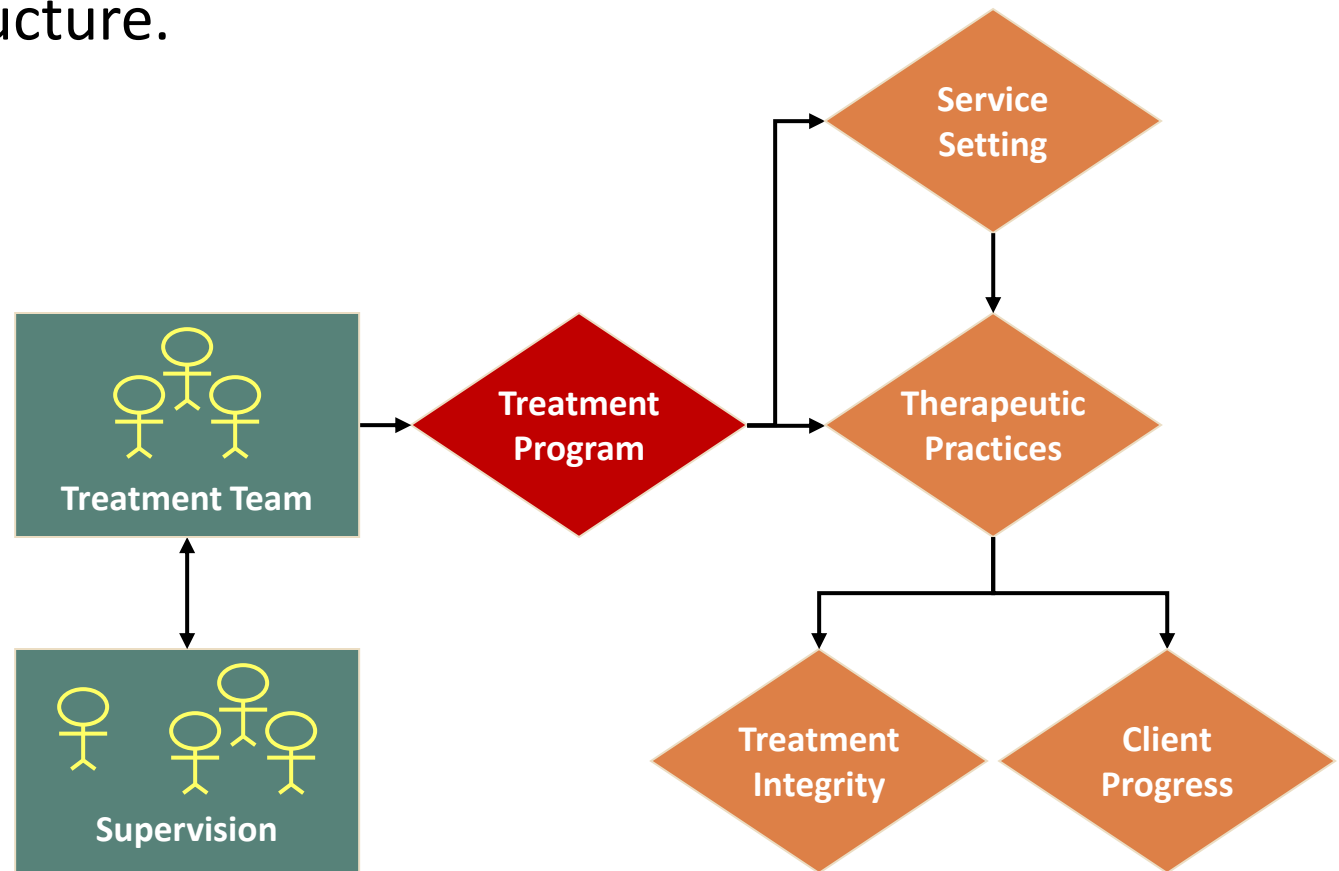 ucture.
Service
Setting
Treatment Team
Treatment
Program
Therapeutic
Practices
Supervision
Treatment
Integrity
Client
Progress